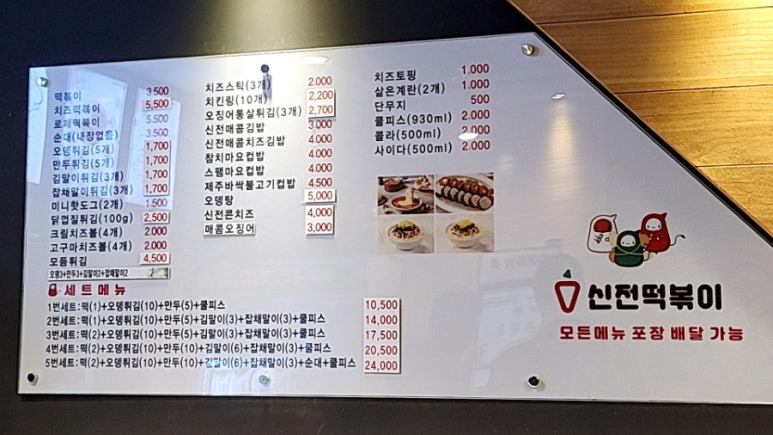 떡볶이 3,500
치즈떡볶이 5,500
로제떡볶이 5,500
순대(내장없음) 3,500
오뎅튀김(5개) 1,700
만두튀김(5개) 1,700
김말이튀김(3개) 1,700
잡채말이튀김(3개) 1,700
미니핫도그(2개) 1,500
닭껍질튀김(100g) 2,500
크림치즈볼(4개) 2,000
고구마치즈볼(4개) 2,000
모듬튀김 4,500
오뎅3+만두3+김말이2+잡채말이2
치즈스틱(3개) 2,000
치킨링(10개) 2,200
오징어통살튀김(3개) 2,700
신전매콤김밥 3,000
신전매콤치즈김밥 4,000
참치마요컵밥 4,000
스팸마요컵밥 4,000
제주바싹불고기컵밥 4,500
오뎅탕 5,000
신전콘치즈 4,000
매콤오징어 3,000
치즈토핑 1,000
삶은계란(2개) 1,000
단무지 500
쿨피스(930ml) 2,000
콜라(500ml) 2,000
사이다(500ml) 2,000
세트메뉴
1번세트:떡(1)+오뎅튀김(10)+만두(5)+쿨피스 10,500
2번세트:떡(1)+오뎅튀김(10)+만두(5)+김말이(3)+잡채말이(3)+쿨피스 14,000
3번세트:떡(2)+오뎅튀김(10)+만두(5)+김말이(3)+잡채말이(3)+쿨피스 17,500
4번세트:떡(2)+오뎅튀김(10)+만두(10)+김말이(6)+잡채말이(3)+쿨피스 20,500
5번세트:떡(2)+오뎅튀김(10)+만두(10)+김말이(6)+잡채말이(3)+순대+쿨피스 24,000
신전떡볶이
모든메뉴 포장 배달 가능